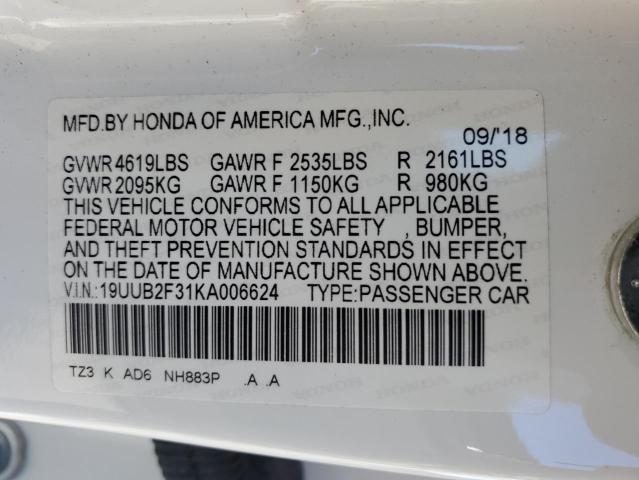 MFD.BY HONDA OF AMERICA MFG.,INC.
09/'18
GVWR 4619LBS GAWR F 2535LBS R 2161LBS
GVWR 2095KG GAWR F 1150KG R 980KG
THIS VEHICLE CONFORMS TO ALL APPLICABLE
FEDERAL MOTOR VEHICLE SAFETY , BUMPER,
AND THEFT PREVENTION STANDARDS IN EFFECT
ON THE DATE OF MANUFACTURE SHOWN ABOVE.
V.I.N.:19UUB2F31KA006624 TYPE:PASSENGER CAR
TZ3 K AD6 NH883P .A .A